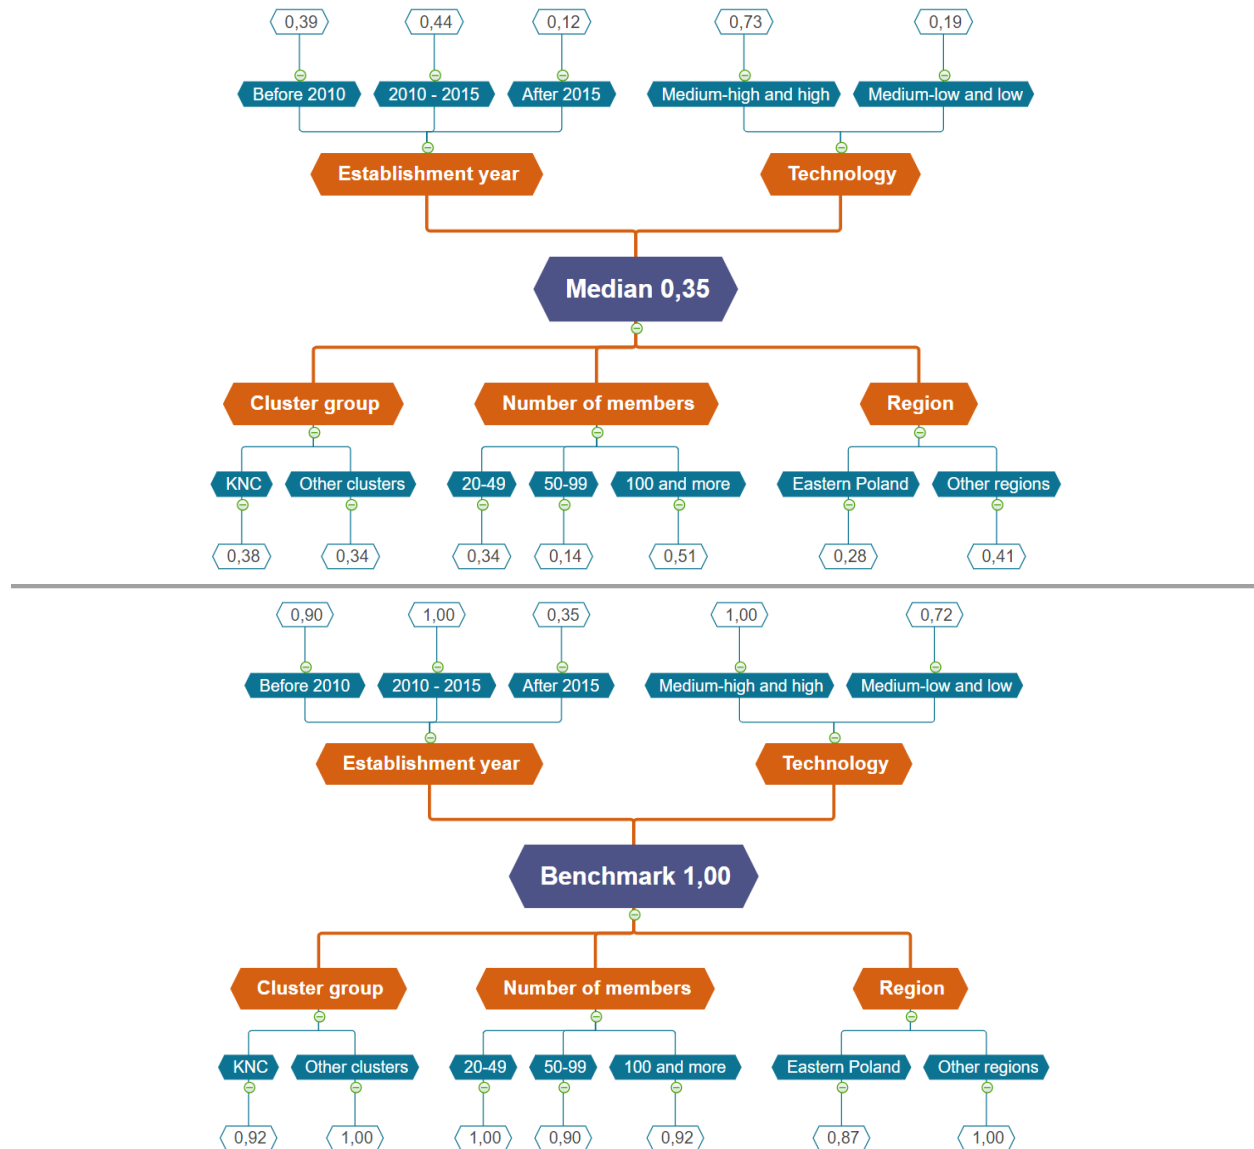 0,39 0,44 0,12 0,73 0,19
Before 2010 2010 - 2015 After 2015 Medium-high and high Medium-low and low
Establishment year Technology
Median 0,35
Cluster group Number of members Region
KNC Other clusters 20-49 50-99 100 and more Eastern Poland Other regions
0,38 0,34 0,34 0,14 0,51 0,28 0,41
0,90 1,00 0,35 1,00 0,72
Before 2010 2010 - 2015 After 2015 Medium-high and high Medium-low and low
Establishment year Technology
Benchmark 1,00
Cluster group Number of members Region
KNC Other clusters 20-49 50-99 100 and more Eastern Poland Other regions
0,92 1,00 1,00 0,90 0,92 0,87 1,00